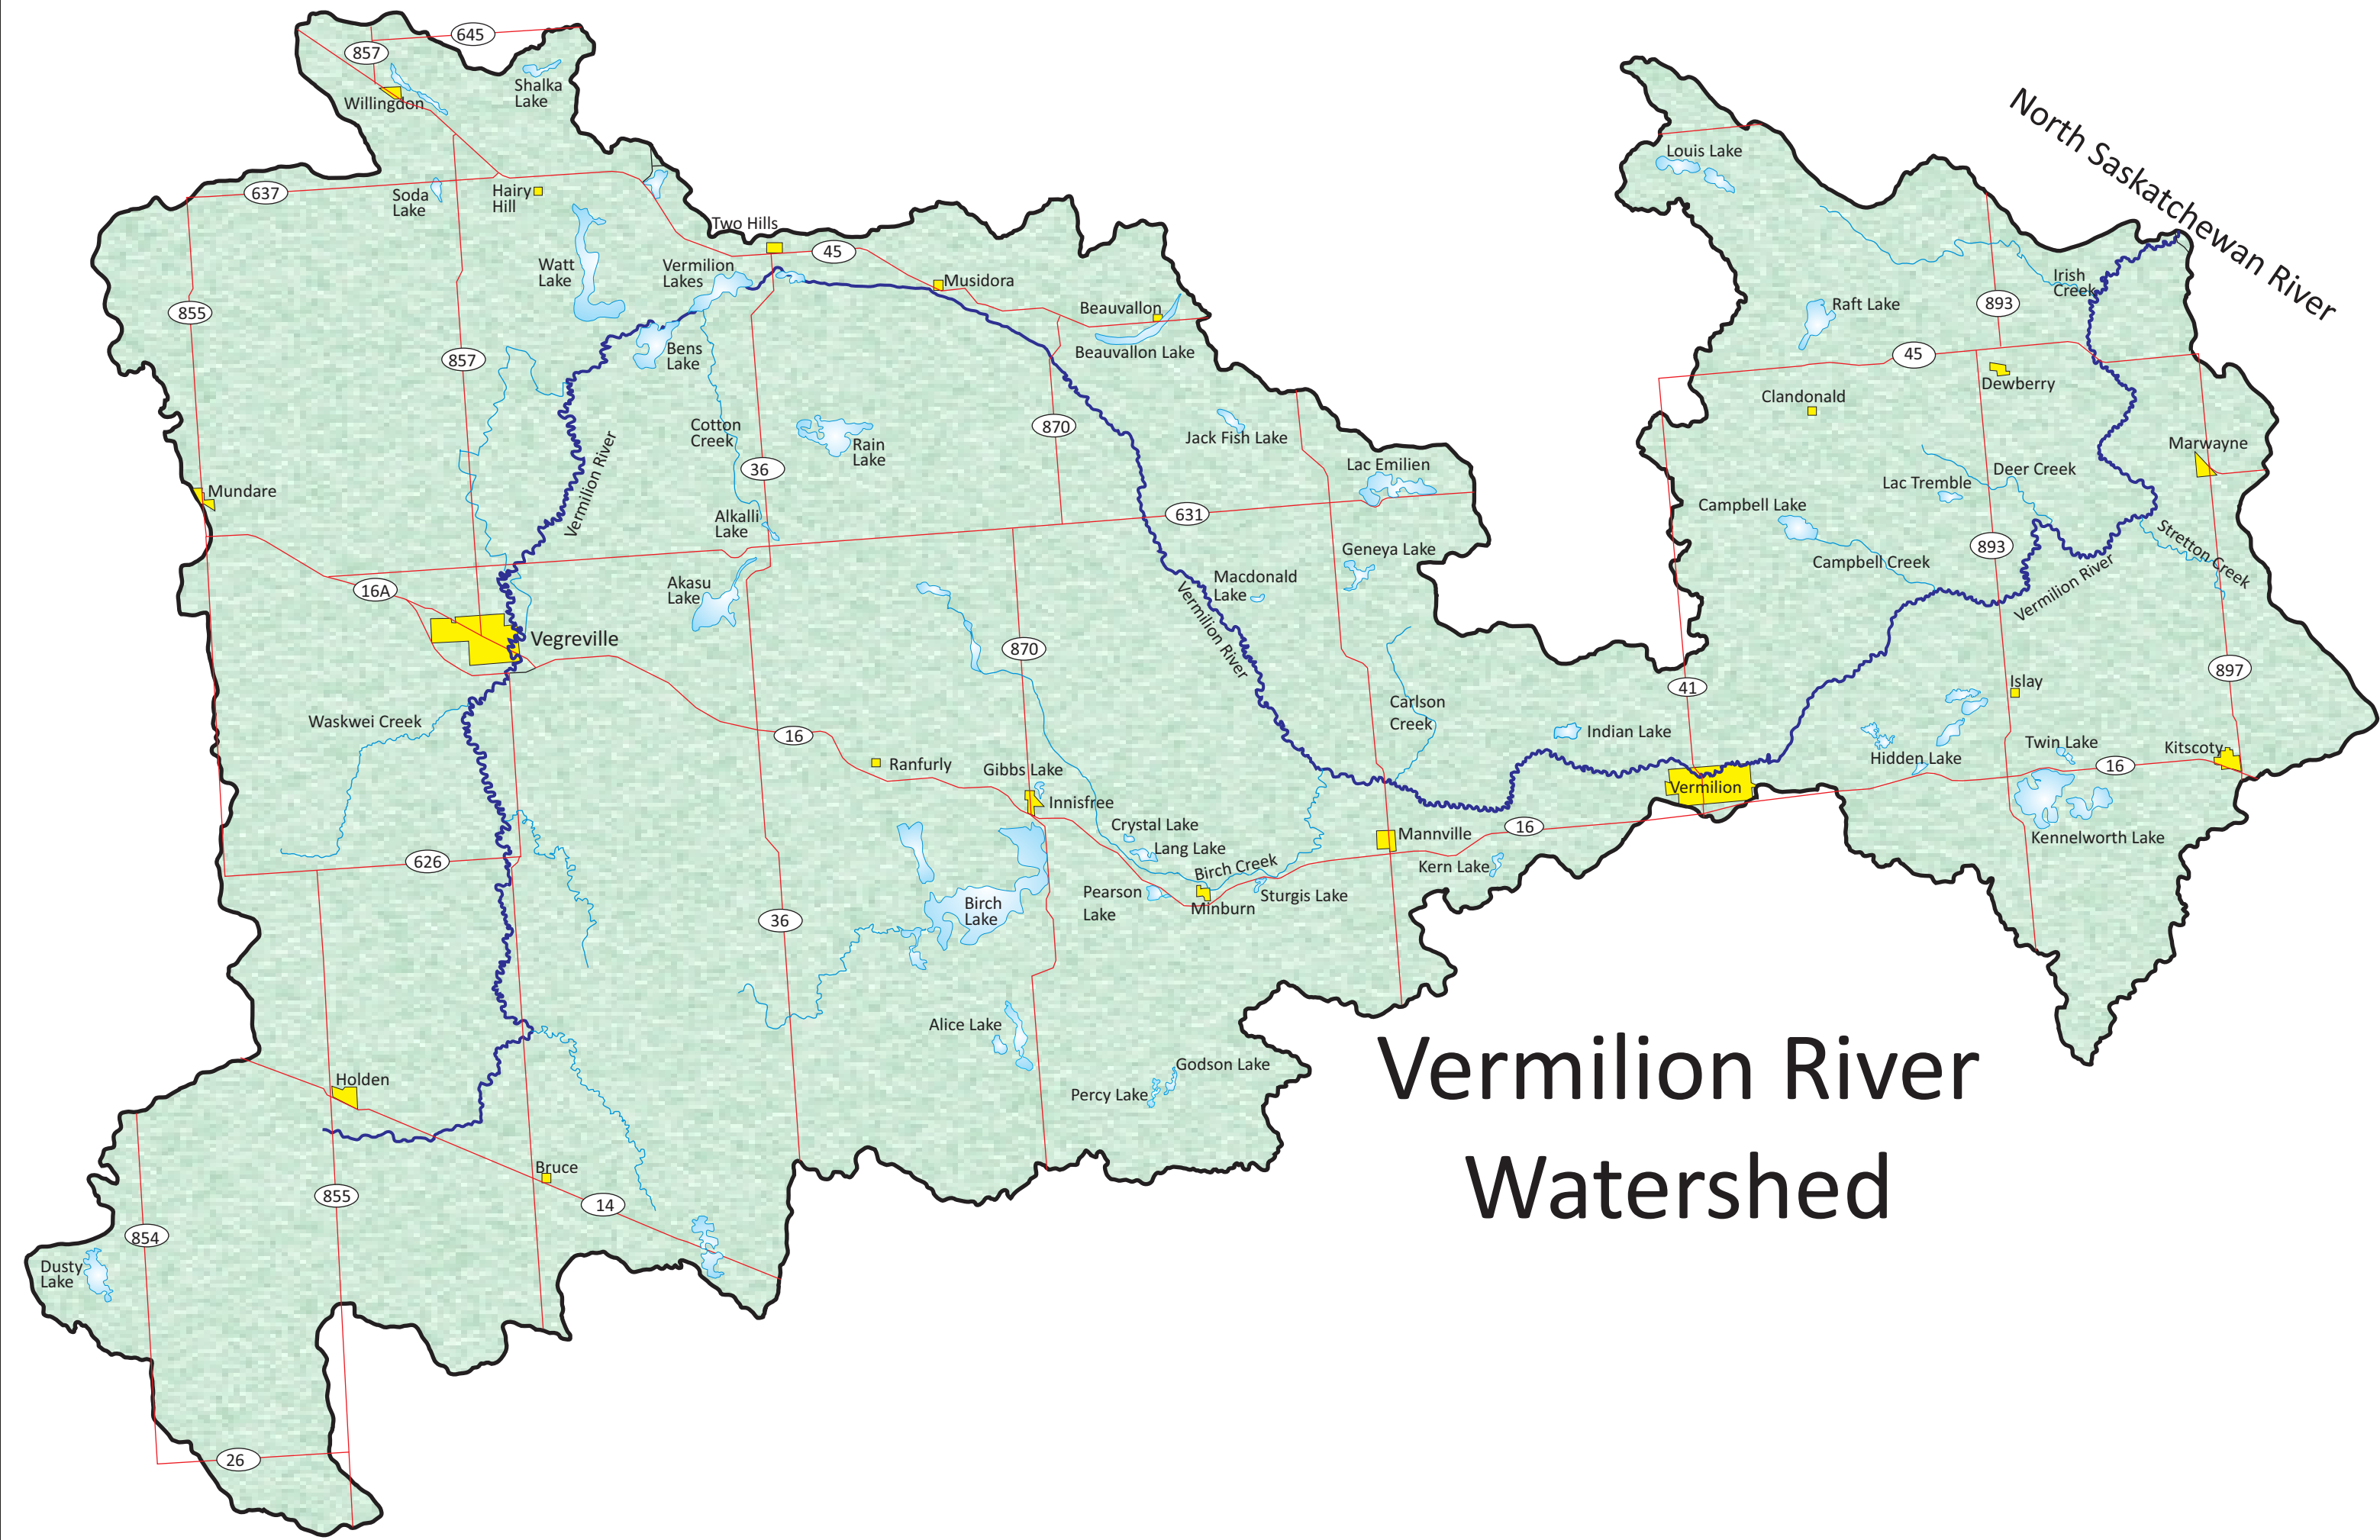 645
857
Willingdon
Shalka
Lake
637
Soda
Lake
Hairy
Hill
Two Hills
45
Watt
Lake
Vermilion
Lakes
Musidora
855
Beauvallon
Beauvallon Lake
857
Bens
Lake
Cotton
Creek
Rain
Lake
870
Jack Fish Lake
36
Lac Emilien
Vermilion River
Mundare
Alkalli
Lake
631
Geneya Lake
16A
Akasu
Lake
Macdonald
Lake
Vermilion River
Vegreville
870
Waskwei Creek
16
Carlson
Creek
Ranfurly
Gibbs Lake
Innisfree
Crystal Lake
Lang Lake
Birch Creek
Mannville
626
Pearson
Lake
Minburn
Sturgis Lake
Kern Lake
16
Birch
Lake
36
Alice Lake
Godson Lake
Percy Lake
Holden
Bruce
855
14
854
Dusty
Lake
26
North Saskatchewan River
Louis Lake
Irish
Creek
Raft Lake
893
45
Dewberry
Clandonald
Marwayne
Deer Creek
Lac Tremble
Campbell Lake
893
Stretton Creek
Campbell Creek
Vermilion River
897
41
Islay
Indian Lake
Hidden Lake
Twin Lake
16
Kitscoty
Vermilion
Kennelworth Lake
Vermilion River
Watershed